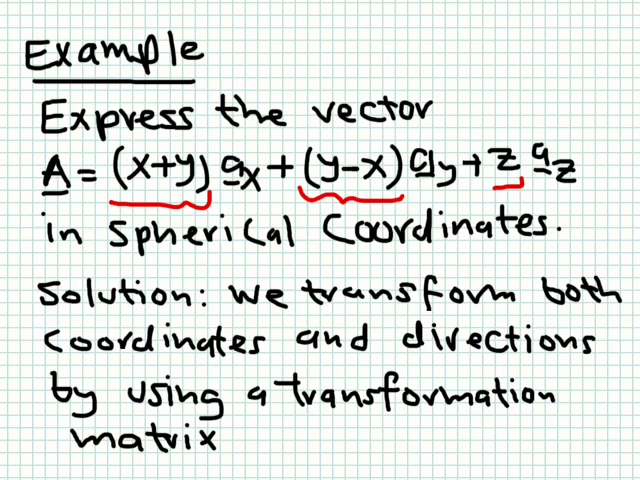 Example
Express the vector
A = (x+y) ax + (y-x) ay + z az
in spherical coordinates.
Solution: we transform both
coordinates and directions
by using a transformation
matrix